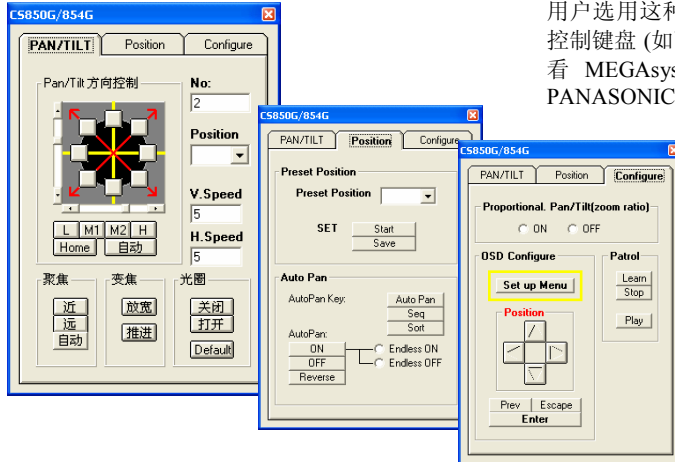 用户选用这种
控制键盘 (如
看 MEGAsys
PANASONIC
CS850G/854G
PAN/TILT Position Configure
Pan/Tilt 方向控制
No:
2
Position
V.Speed
5
H.Speed
5
L M1 M2 H
Home 自动
聚焦 变焦 光圈
近 放宽 关闭
远 推进 打开
自动 Default
CS850G/854G
PAN/TILT Position Configure
Preset Position
Preset Position
SET Start
Save
Auto Pan
AutoPan Key: Auto Pan
Seq
Sort
AutoPan:
ON Endless ON
OFF Endless OFF
Reverse
CS850G/854G
PAN/TILT Position Configure
Proportional. Pan/Tilt(zoom ratio)
ON OFF
OSD Configure Patrol
Set up Menu Learn
Stop
Position
Play
Prev Escape
Enter